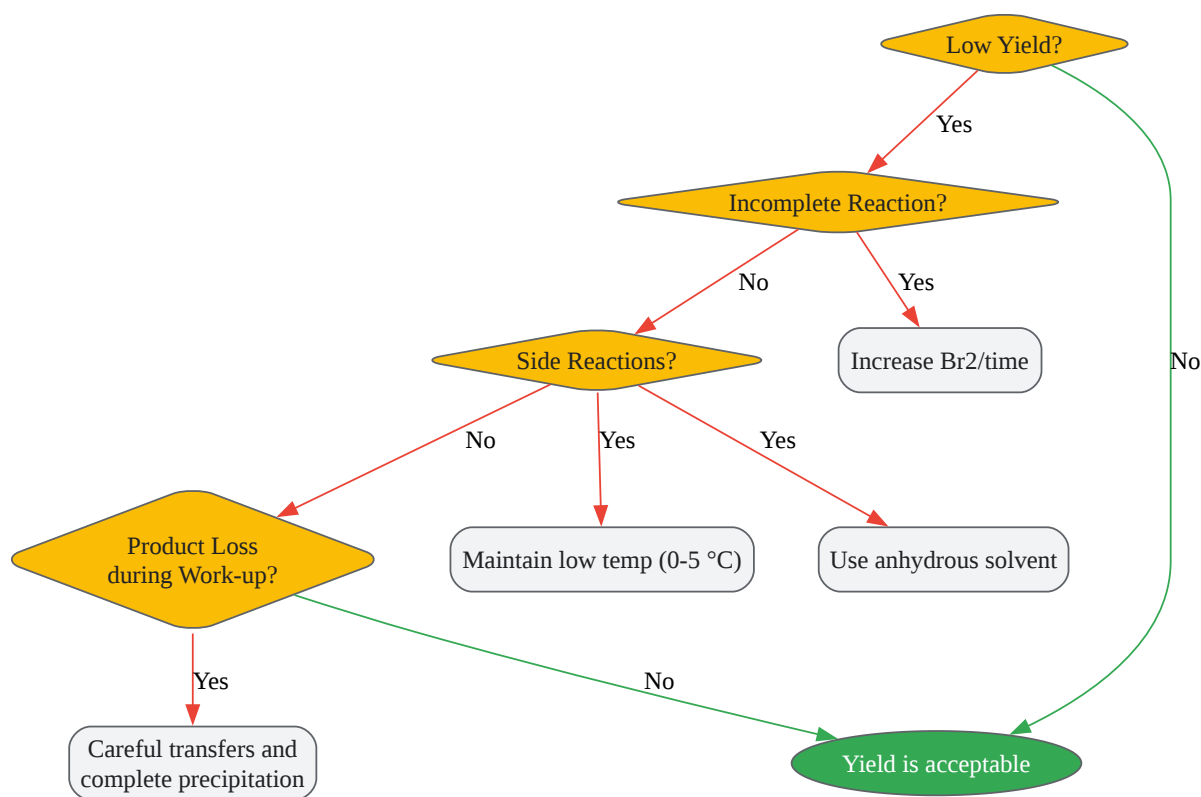 Low Yield?
Yes
Incomplete Reaction?
No
Yes
No
Side Reactions?
Increase Br2/time
No
Yes
Yes
Product Loss
during Work-up?
Maintain low temp (0-5 °C)
Use anhydrous solvent
Yes
No
Careful transfers and
complete precipitation
Yield is acceptable